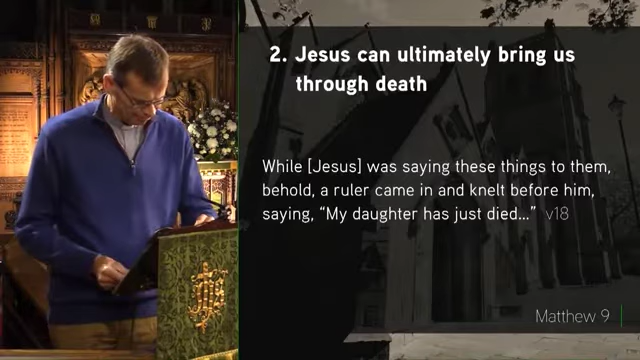 2. Jesus can ultimately bring us
through death
While [Jesus] was saying these things to them,
behold, a ruler came in and knelt before him,
saying, “My daughter has just died...” v18
Matthew 9